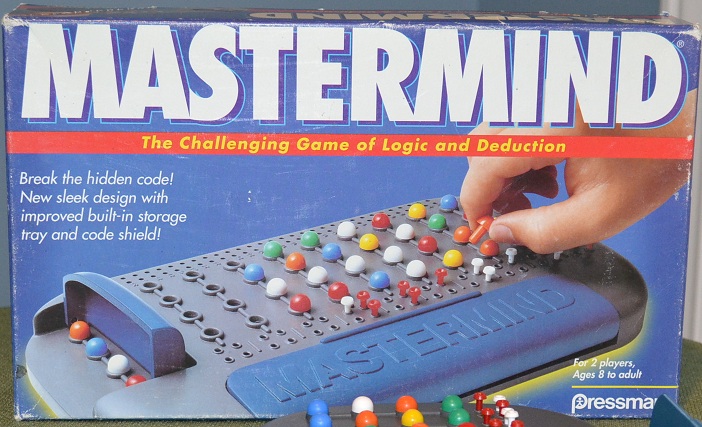 MASTERMIND®
The Challenging Game of Logic and Deduction
Break the hidden code!
New sleek design with
improved built-in storage
tray and code shield!
MASTERMIND
For 2 players,
Ages 8 to adult
Pressma